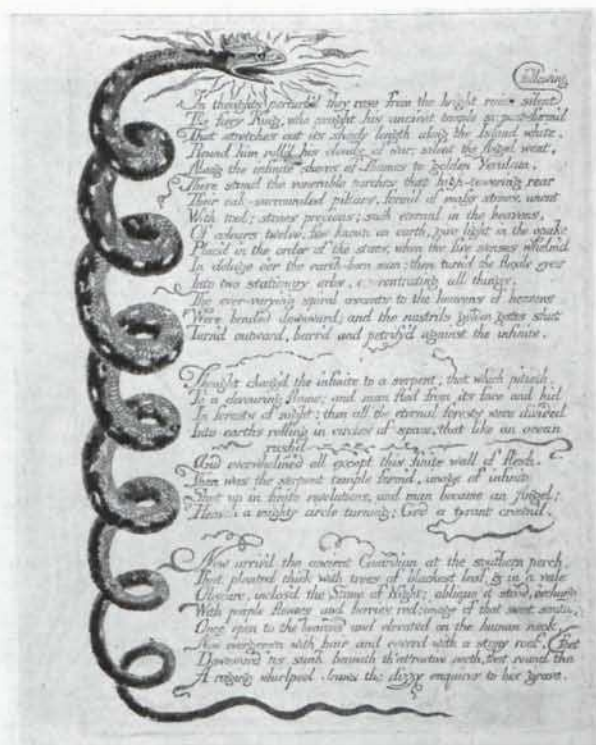 following
In thoughts perturb'd they rose from the bright ruins silent
The fiery King, who sought his ancient temple serpent-form'd
That stretches out its shady length along the Island white.
Round him roll'd his clouds of war; silent the Angel went,
Along the infinite shores of Thames to golden Verulam.
There stand the venerable porches that high-towering rear
Their oak-surrounded pillars, form'd of massy stones, uncut
With tool; stones precious; such eternal in the heavens,
Of colours twelve, few known on earth, give light in the opake
Plac'd in the order of the stars, when the five senses whelm'd
In deluge o'er the earth-born man; then turn'd the fluxile eyes
Into two stationary orbs, concentrating all things.
The ever-varying spiral ascents to the heavens of heavens
Were bended downward; and the nostrils golden gates shut
Turn'd outward, barr'd and petrify'd against the infinite.
Thought chang'd the infinite to a serpent; that which pitieth:
To a devouring flame; and man fled from its face and hid
In forests of night; then all the eternal forests were divided
Into earths rolling in circles of space, that like an ocean
rush'd
And overwhelmed all except this finite wall of flesh.
Then was the serpent temple form'd, image of infinite
Shut up in finite revolutions, and man became an Angel;
Heaven a mighty circle turning; God a tyrant crown'd.
Now arriv'd the ancient Guardian at the southern porch,
That planted thick with trees of blackest leaf, & in a vale
Obscure, inclos'd the Stone of Night; oblique it stood, o'erhung
With purple flowers and berries red; image of that sweet south,
Once open to the heavens and elevated on the human neck,
Now overgrown with hair and coverd with a stony roof,
Downward 'tis sunk beneath th' attractive north, that round the feet
A raging whirlpool draws the dizzy enquirer to his grave.